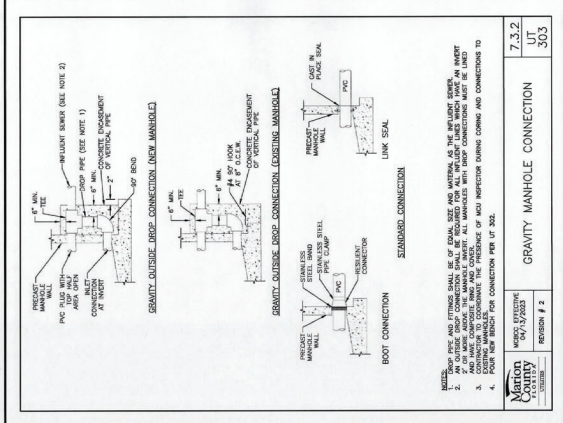 6" MIN.
TEE
INFLUENT SEWER (SEE NOTE 2)
DROP PIPE (SEE NOTE 1)
6" MIN.
CONCRETE ENCASEMENT
OF VERTICAL PIPE
2"
90° BEND
PRECAST
MANHOLE
WALL
PVC PLUG WITH
TOP HALF
AREA OPEN
INLET
CONNECTION
AT INVERT
GRAVITY OUTSIDE DROP CONNECTION (NEW MANHOLE)
6" MIN.
TEE
6" MIN.
#4 90° HOOK
AT 8" O.C.E.W.
CONCRETE ENCASEMENT
OF VERTICAL PIPE
GRAVITY OUTSIDE DROP CONNECTION (EXISTING MANHOLE)
PRECAST
MANHOLE
WALL
STAINLESS
STEEL BAND
STAINLESS STEEL
PIPE CLAMP
PVC
RESILIENT
CONNECTOR
BOOT CONNECTION
PRECAST
MANHOLE
WALL
CAST IN
PLACE SEAL
PVC
LINK SEAL
STANDARD CONNECTION
NOTES:
1. DROP PIPE AND FITTINGS SHALL BE OF EQUAL SIZE AND MATERIAL AS THE INFLUENT SEWER.
2. AN OUTSIDE DROP CONNECTION SHALL BE REQUIRED FOR ALL INFLUENT LINES WHICH HAVE AN INVERT
2' OR MORE ABOVE THE MANHOLE INVERT. ALL MANHOLES WITH DROP CONNECTIONS MUST BE LINED
AND HAVE COMPOSITE RING AND COVER.
3. CONTRACTOR TO COORDINATE THE PRESENCE OF MCU INSPECTOR DURING CORING AND CONNECTIONS TO
EXISTING MANHOLES.
4. POUR NEW BENCH FOR CONNECTION PER UT 302.
Marion
County
FLORIDA
UTILITIES
MCBCC EFFECTIVE
04/13/2023
REVISION # 2
GRAVITY MANHOLE CONNECTION
7.3.2
UT
303